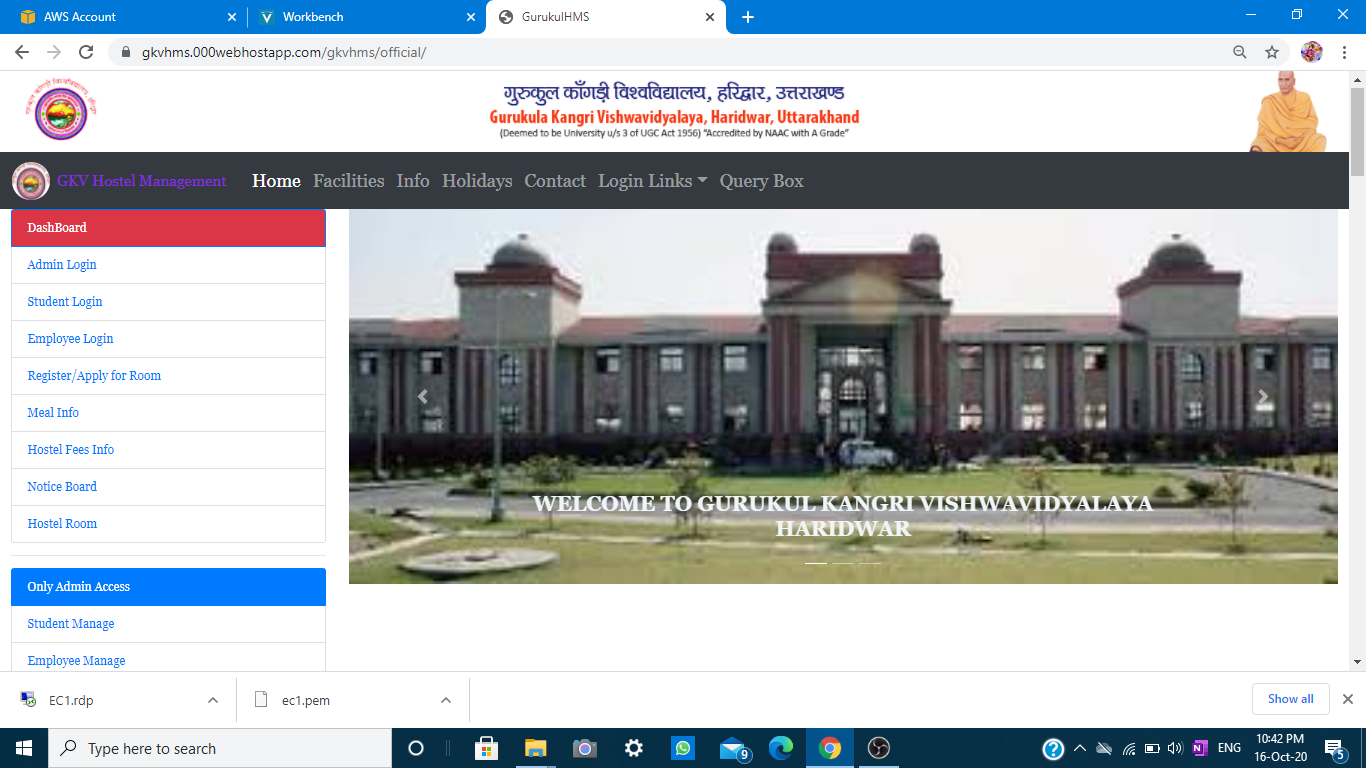 AWS Account
Workbench
GurukulHMS
gkvhms.000webhostapp.com/gkvhms/official/
गुरुकुल काँगड़ी विश्वविद्यालय, हरिद्वार, उत्तराखण्ड
Gurukula Kangri Vishwavidyalaya, Haridwar, Uttarakhand
(Deemed to be University u/s 3 of UGC Act 1956) "Accredited by NAAC with A Grade"
GKV Hostel Management Home Facilities Info Holidays Contact Login Links Query Box
DashBoard
Admin Login
Student Login
Employee Login
Register/Apply for Room
Meal Info
Hostel Fees Info
Notice Board
Hostel Room
WELCOME TO GURUKUL KANGRI VISHWAVIDYALAYA
HARIDWAR
Only Admin Access
Student Manage
Employee Manage
EC1.rdp
ec1.pem
Show all
Type here to search
9
ENG
10:42 PM
16-Oct-20
5